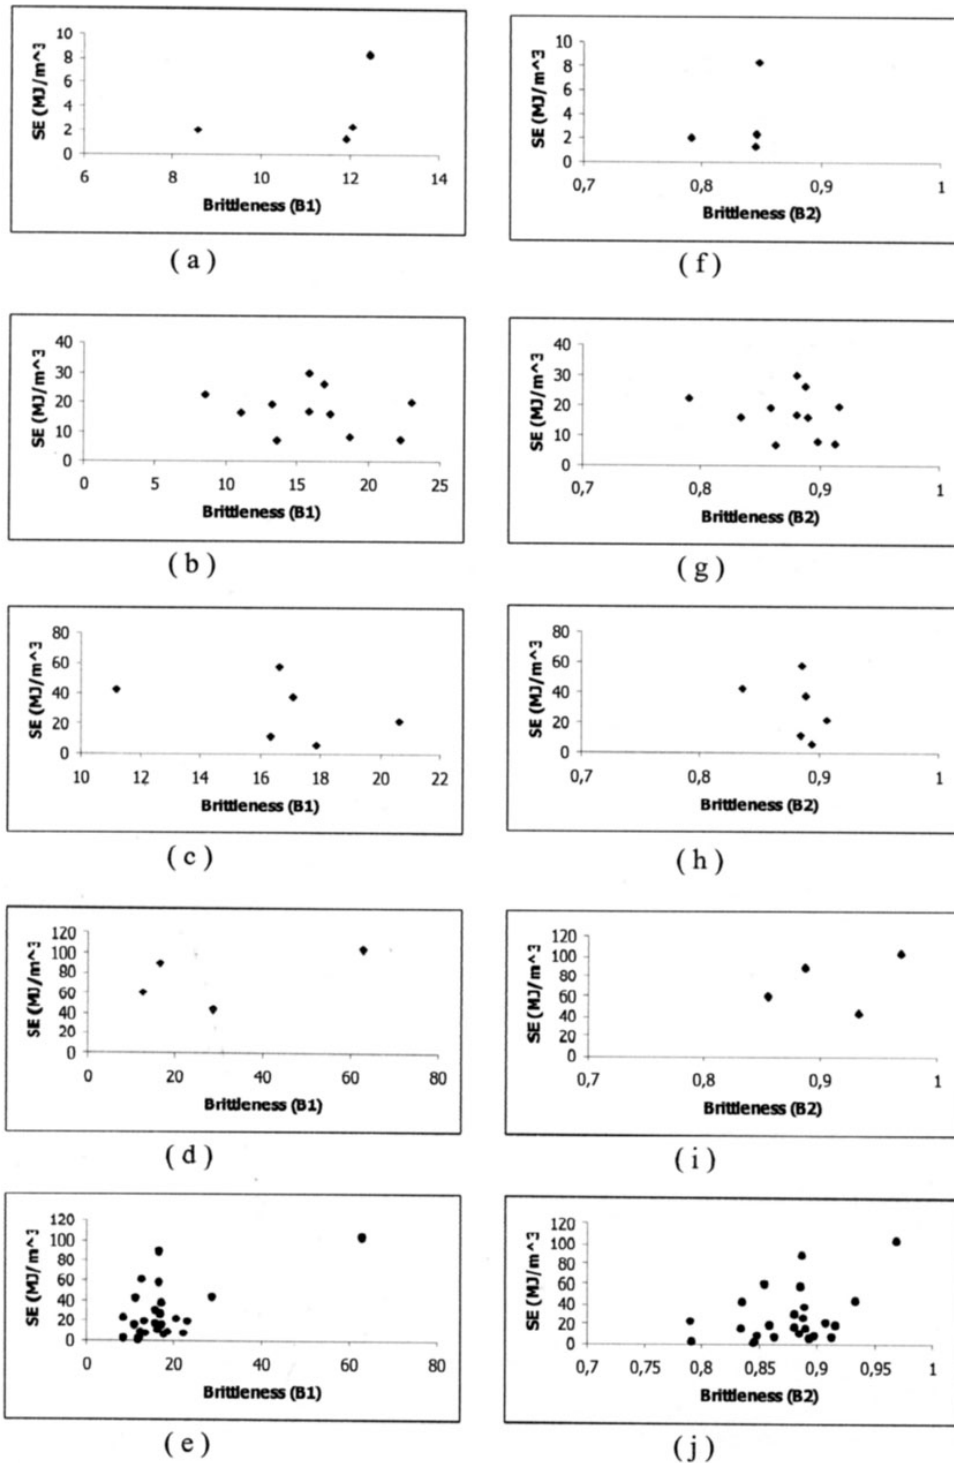 10
8
6
4
2
0
SE (MJ/m^3
6 8 10 12 14
Brittleness (B1)
( a )
10
8
6
4
2
0
SE (MJ/m^3
0,7 0,8 0,9 1
Brittleness (B2)
( f )
40
30
20
10
0
SE (MJ/m^3
0 5 10 15 20 25
Brittleness (B1)
( b )
40
30
20
10
0
SE (MJ/m^3
0,7 0,8 0,9 1
Brittleness (B2)
( g )
80
60
40
20
0
SE (MJ/m^3
10 12 14 16 18 20 22
Brittleness (B1)
( c )
80
60
40
20
0
SE (MJ/m^3
0,7 0,8 0,9 1
Brittleness (B2)
( h )
120
100
80
60
40
20
0
SE (MJ/m^3
0 20 40 60 80
Brittleness (B1)
( d )
120
100
80
60
40
20
0
SE (MJ/m^3
0,7 0,8 0,9 1
Brittleness (B2)
( i )
120
100
80
60
40
20
0
SE (MJ/m^3
0 20 40 60 80
Brittleness (B1)
( e )
120
100
80
60
40
20
0
SE (MJ/m^3
0,7 0,75 0,8 0,85 0,9 0,95 1
Brittleness (B2)
( j )